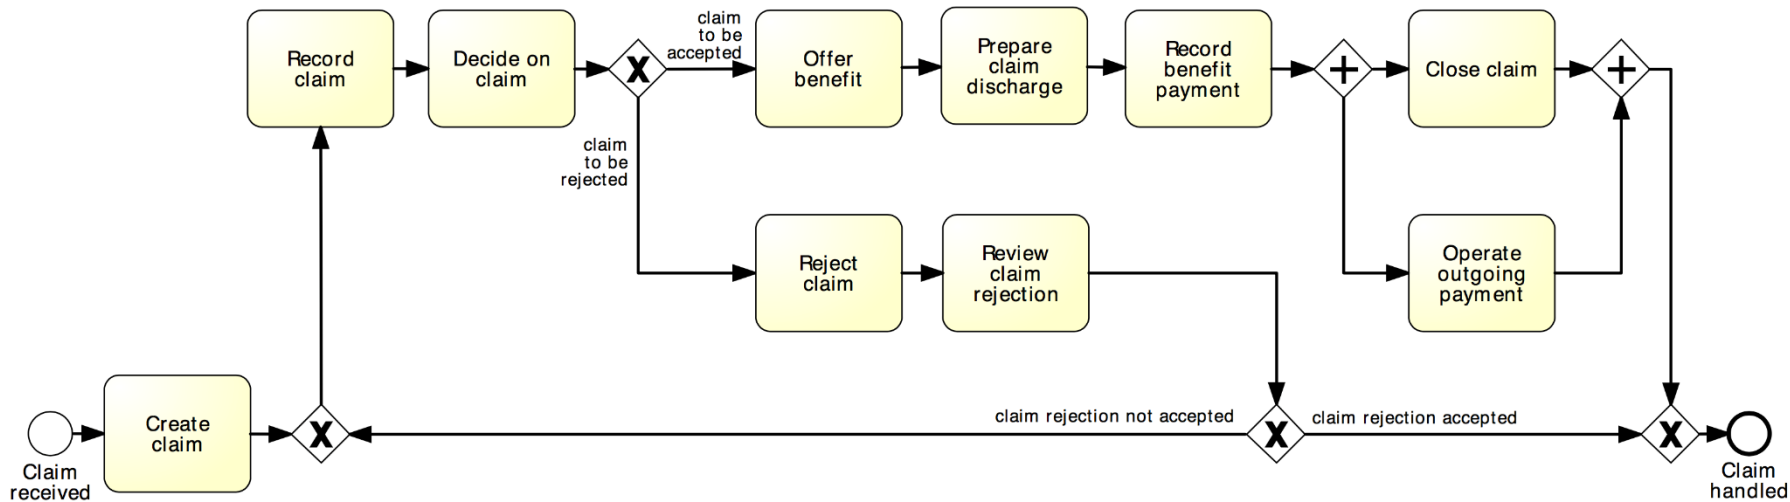 Record
claim
Decide on
claim
claim
to be
accepted
Offer
benefit
Prepare
claim
discharge
Record
benefit
payment
Close claim
claim
to be
rejected
Reject
claim
Review
claim
rejection
Operate
outgoing
payment
Claim
received
Create
claim
claim rejection not accepted
claim rejection accepted
Claim
handled